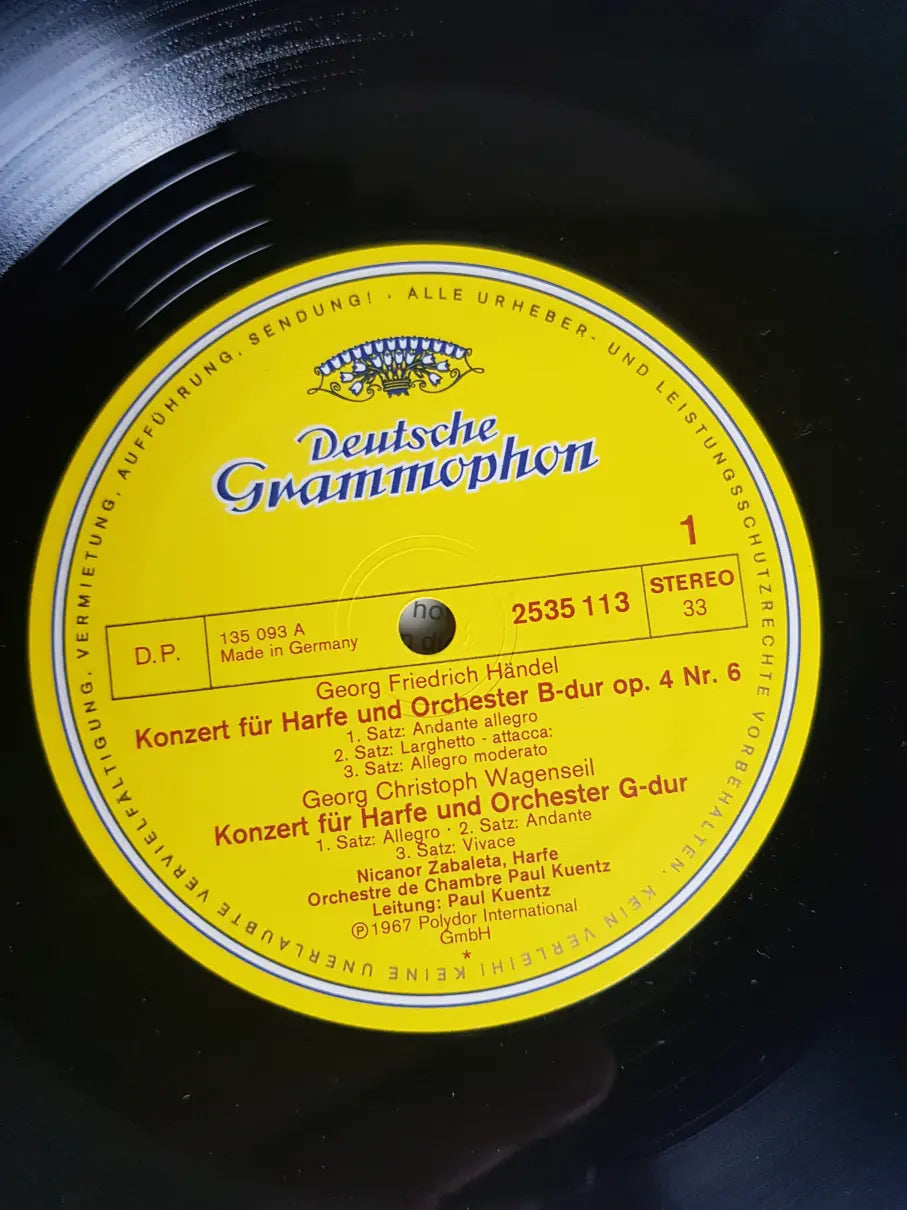 Deutsche
Grammophon
1
D.P.
135 093 A
Made in Germany
2535 113
STEREO
33
Georg Friedrich Händel
Konzert für Harfe und Orchester B-dur op. 4 Nr. 6
1. Satz: Andante allegro
2. Satz: Larghetto - attacca:
3. Satz: Allegro moderato
Georg Christoph Wagenseil
Konzert für Harfe und Orchester G-dur
1. Satz: Allegro · 2. Satz: Andante
3. Satz: Vivace
Nicanor Zabaleta, Harfe
Orchestre de Chambre Paul Kuentz
Leitung: Paul Kuentz
℗ 1967 Polydor International
GmbH
*
ALLE URHEBER- UND LEISTUNGSSCHUTZRECHTE VORBEHALTEN. KEIN VERLEIH! KEINE UNERLAUBTE VERVIELFÄLTIGUNG, VERMIETUNG, AUFFÜHRUNG, SENDUNG! ·
ho